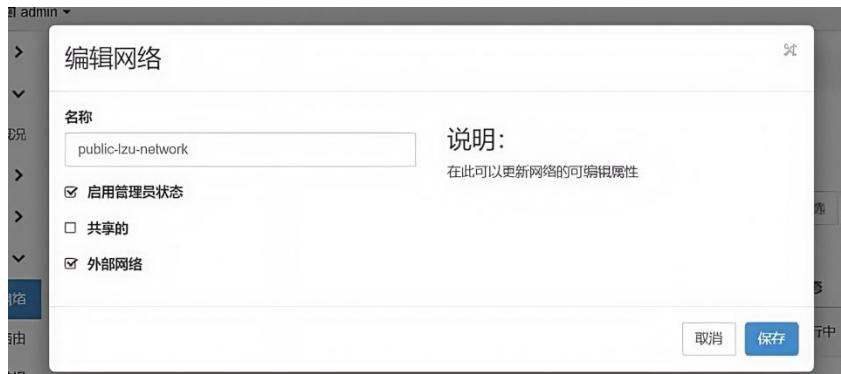 admin
编辑网络
名称
public-lzu-network
说明：
在此可以更新网络的可编辑属性
启用管理员状态
共享的
外部网络
取消
保存